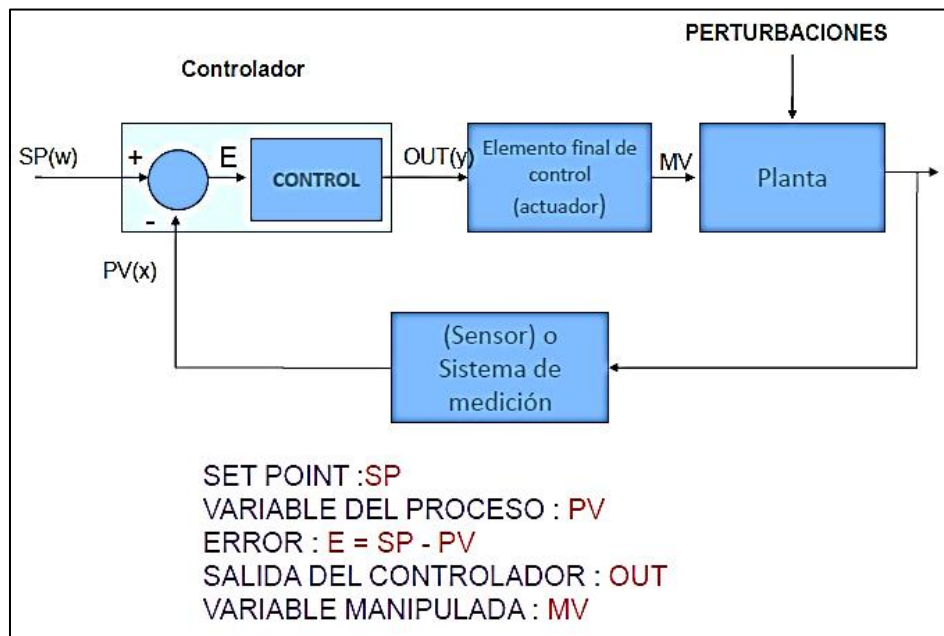 PERTURBACIONES
Controlador
SP(w)
+
E
CONTROL
OUT(y)
Elemento final de
control
(actuador)
MV
Planta
-
PV(x)
(Sensor) o
Sistema de
medición
SET POINT :SP
VARIABLE DEL PROCESO : PV
ERROR : E = SP - PV
SALIDA DEL CONTROLADOR : OUT
VARIABLE MANIPULADA : MV